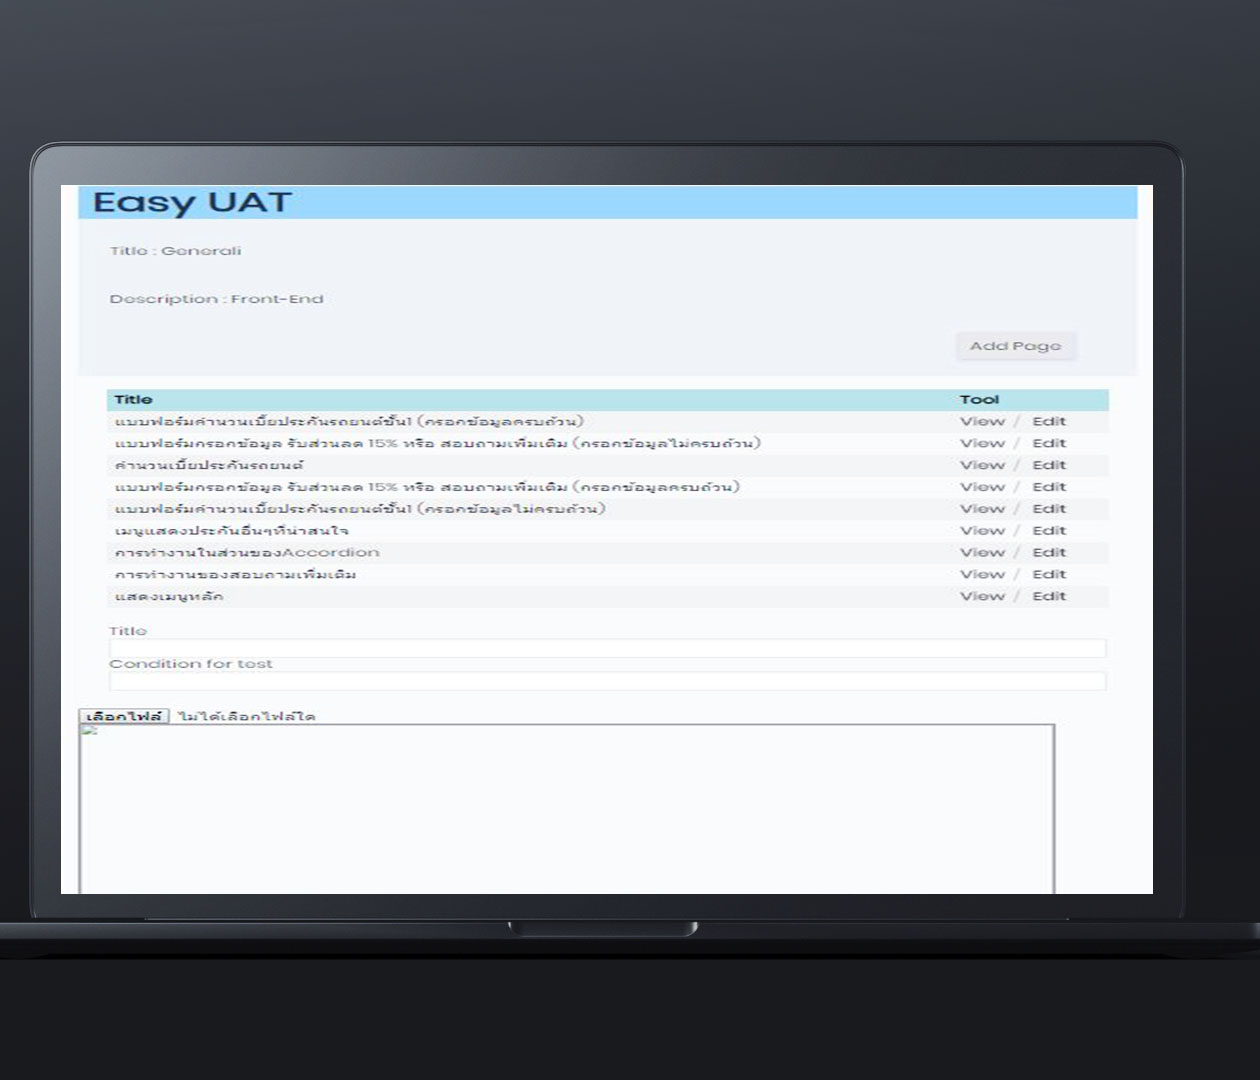 Easy UAT
Title : Generali
Description : Front-End
Add Page
Title Tool
แบบฟอร์มคำนวนเบี้ยประกันรถยนต์ชั้น1 (กรอกข้อมูลครบถ้วน) View / Edit
แบบฟอร์มกรอกข้อมูล รับส่วนลด 15% หรือ สอบถามเพิ่มเติม (กรอกข้อมูลไม่ครบถ้วน) View / Edit
คำนวนเบี้ยประกันรถยนต์ View / Edit
แบบฟอร์มกรอกข้อมูล รับส่วนลด 15% หรือ สอบถามเพิ่มเติม (กรอกข้อมูลครบถ้วน) View / Edit
แบบฟอร์มคำนวนเบี้ยประกันรถยนต์ชั้น1 (กรอกข้อมูลไม่ครบถ้วน) View / Edit
เมนูแสดงประกันอื่นๆที่น่าสนใจ View / Edit
การทำงานในส่วนของAccordion View / Edit
การทำงานของสอบถามเพิ่มเติม View / Edit
แสดงเมนูหลัก View / Edit
Title
Condition for test
เลือกไฟล์ ไม่ได้เลือกไฟล์ใด